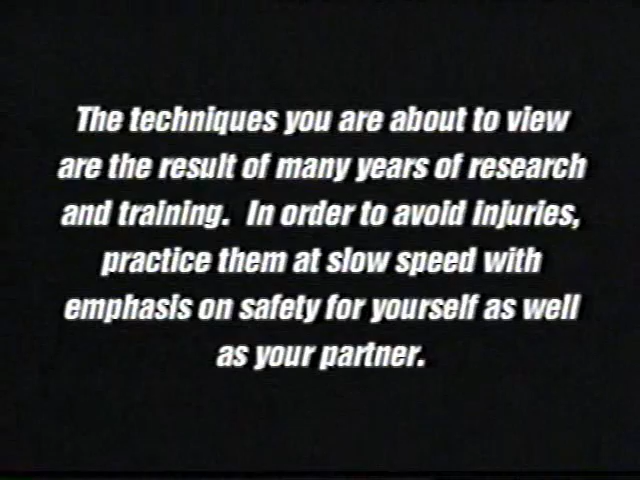 The techniques you are about to view
are the result of many years of research
and training.  In order to avoid injuries,
practice them at slow speed with
emphasis on safety for yourself as well
as your partner.